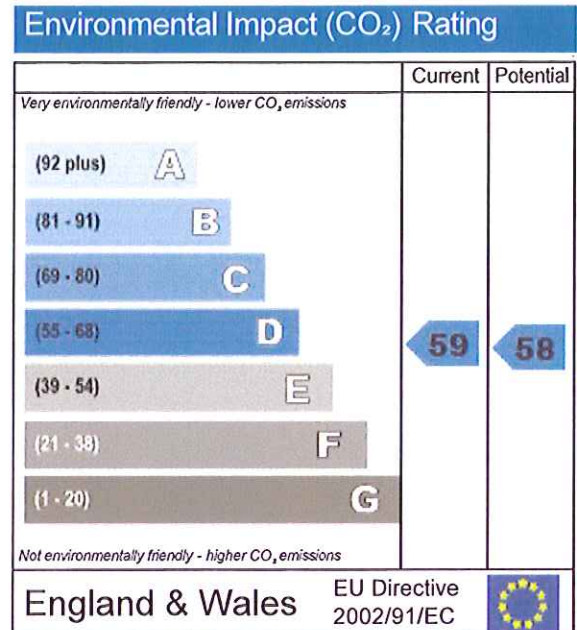 Environmental Impact (CO₂) Rating
Current Potential
Very environmentally friendly - lower CO₂ emissions
(92 plus) A
(81 - 91) B
(69 - 80) C
(55 - 68) D 59 58
(39 - 54) E
(21 - 38) F
(1 - 20) G
Not environmentally friendly - higher CO₂ emissions
England & Wales EU Directive
2002/91/EC